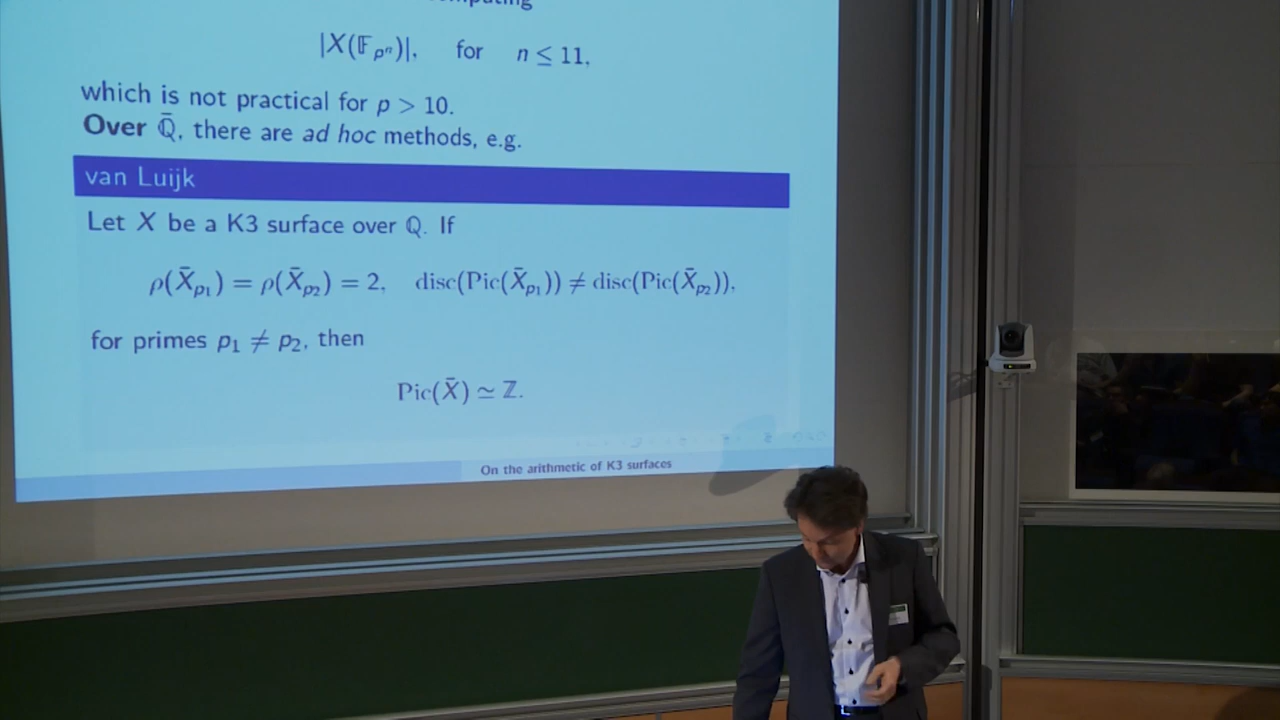 computing
|X(𝔽_{pⁿ})|, for n ≤ 11,
which is not practical for p > 10.
Over ℚ̄, there are ad hoc methods, e.g.
van Luijk
Let X be a K3 surface over ℚ. If
ρ(X̄_{p₁}) = ρ(X̄_{p₂}) = 2, disc(Pic(X̄_{p₁})) ≠ disc(Pic(X̄_{p₂})),
for primes p₁ ≠ p₂, then
Pic(X̄) ≃ ℤ.
On the arithmetic of K3 surfaces